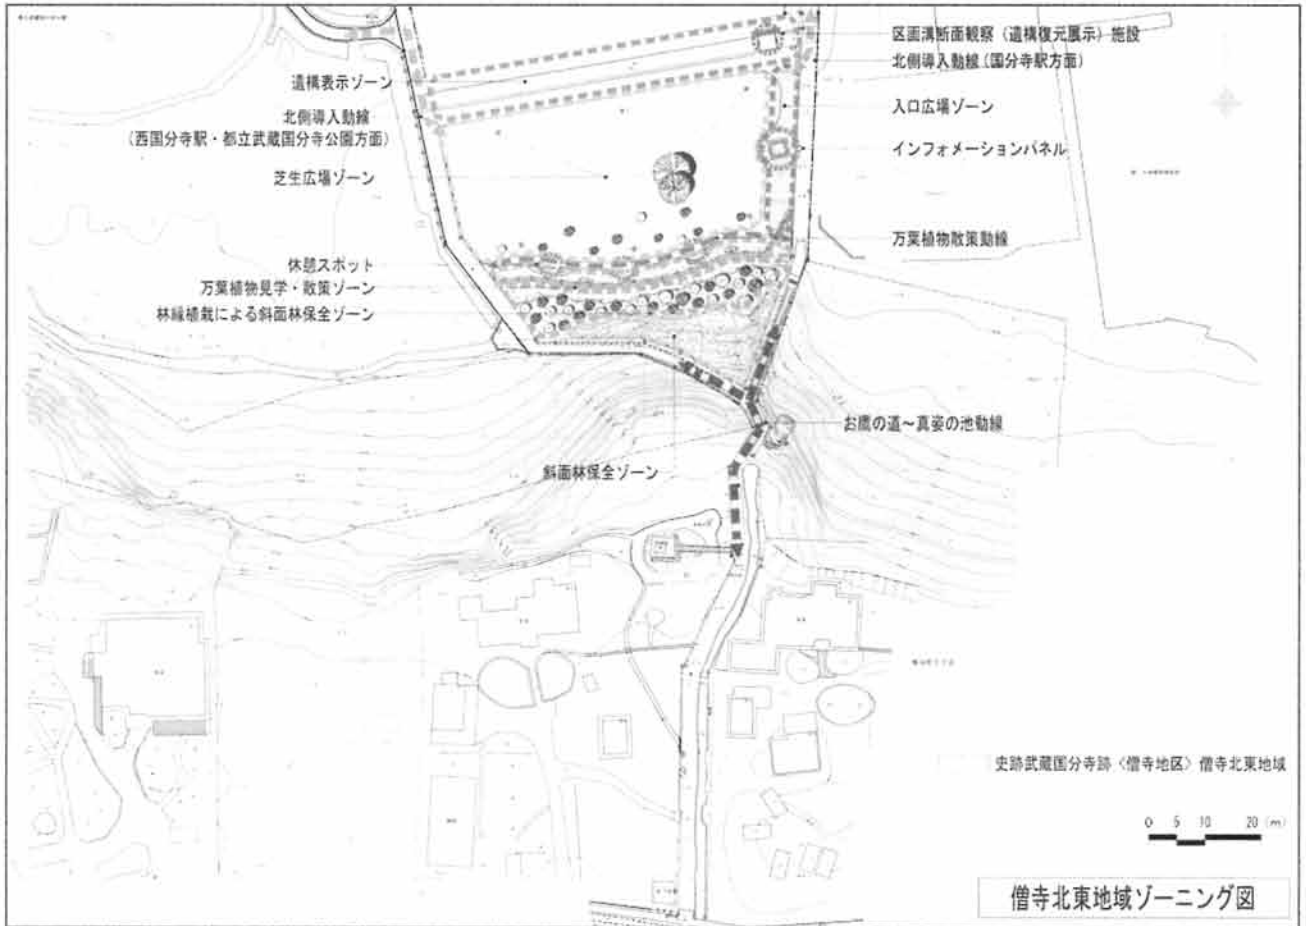 区画溝断面観察（遺構復元展示）施設
北側導入動線（国分寺駅方面）
入口広場ゾーン
インフォメーションパネル
万葉植物散策動線
遺構表示ゾーン
北側導入動線
（西国分寺駅・都立武蔵国分寺公園方面）
芝生広場ゾーン
休憩スポット
万葉植物見学・散策ゾーン
林縁植栽による斜面林保全ゾーン
お鷹の道～真姿の池動線
斜面林保全ゾーン
史跡武蔵国分寺跡〈僧寺地区〉僧寺北東地域
0 5 10 20 (m)
僧寺北東地域ゾーニング図